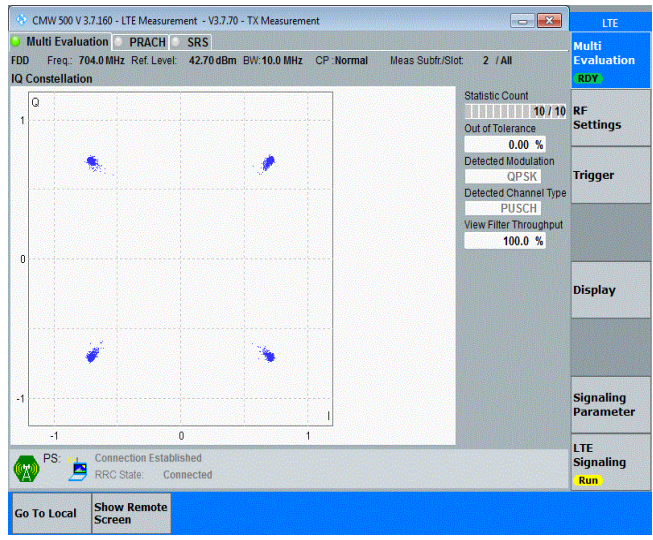 CMW 500 V 3.7.160 - LTE Measurement - V3.7.70 - TX Measurement
LTE
Multi Evaluation PRACH SRS
FDD Freq.: 704.0 MHz Ref. Level: 42.70 dBm BW: 10.0 MHz CP :Normal Meas Subfr./Slot: 2 / All
IQ Constellation
Q
1
0
-1
I
-1 0 1
Statistic Count
10 / 10
Out of Tolerance
0.00 %
Detected Modulation
QPSK
Detected Channel Type
PUSCH
View Filter Throughput
100.0 %
PS: Connection Established
RRC State: Connected
Multi
Evaluation
RDY
RF
Settings
Trigger
Display
Signaling
Parameter
LTE
Signaling
Run
Go To Local
Show Remote
Screen